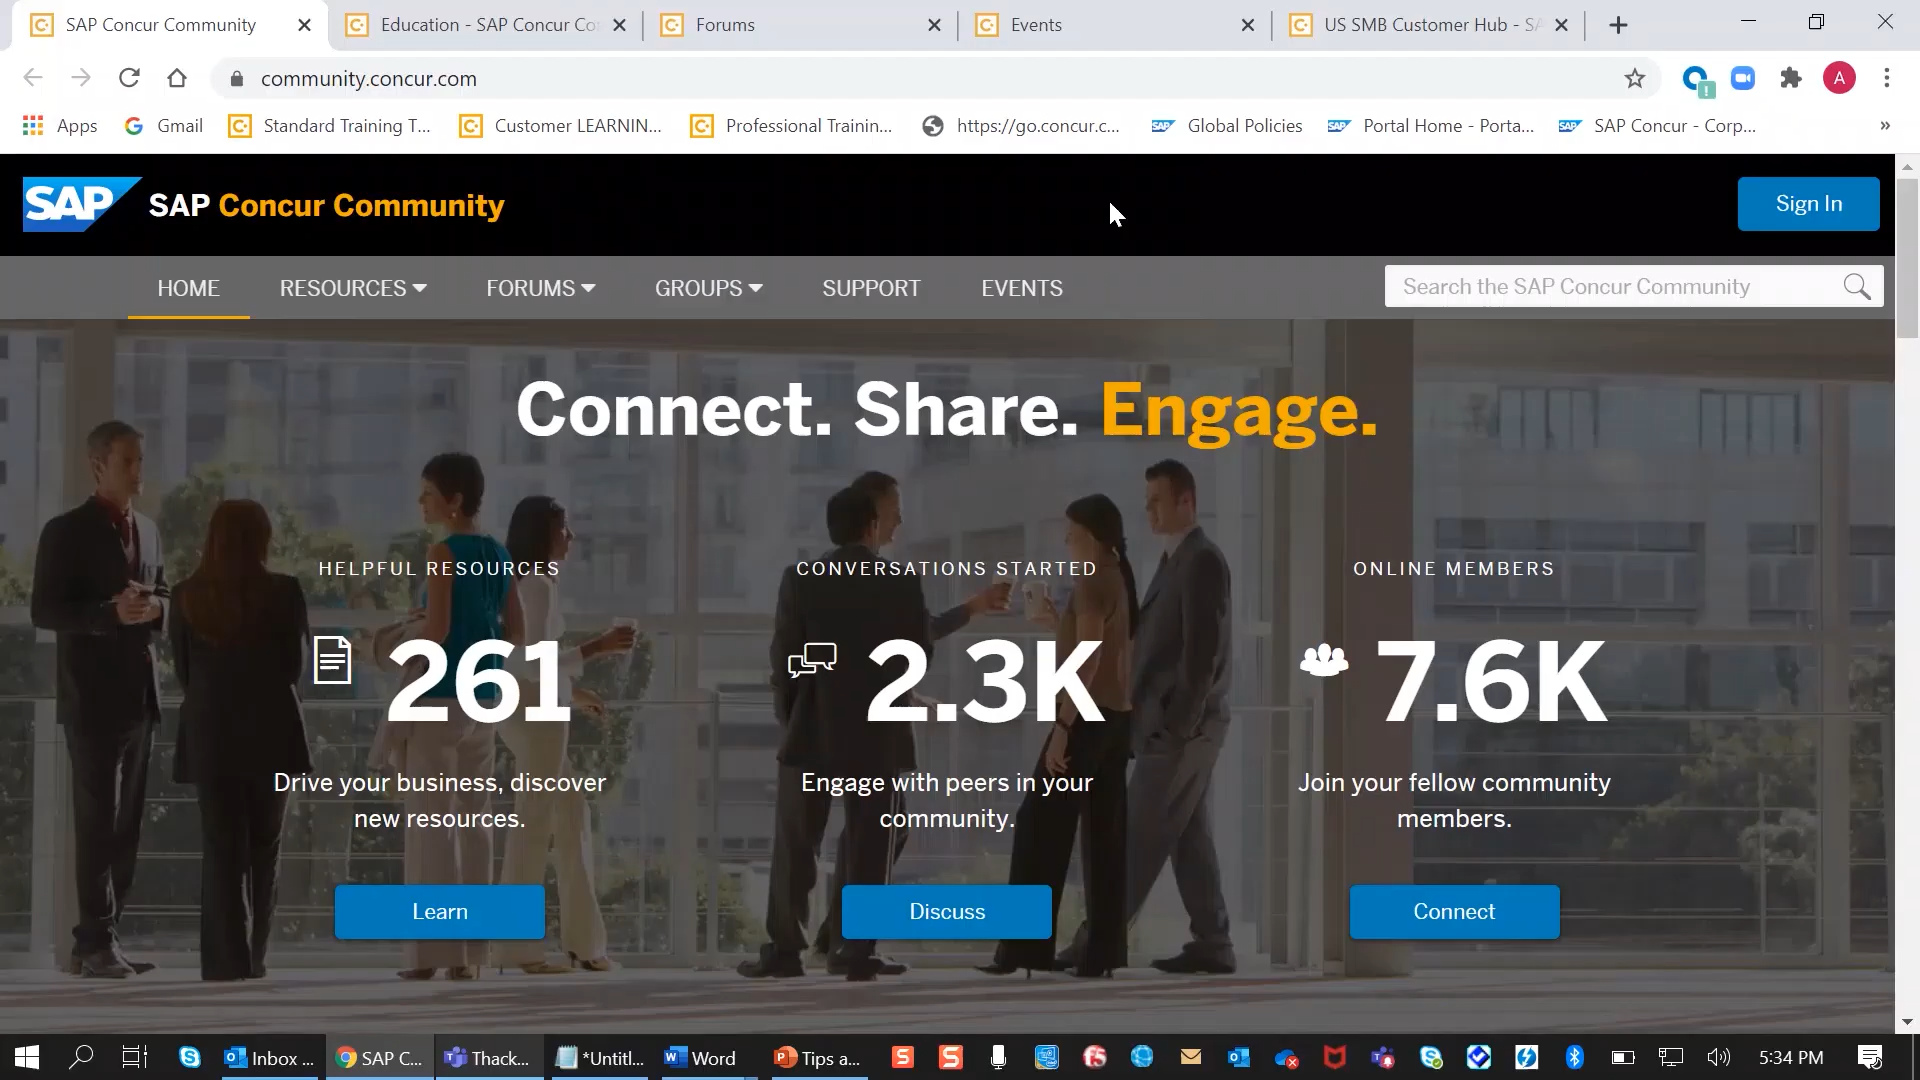 SAP Concur Community
Education - SAP Concur Co
Forums
Events
US SMB Customer Hub - SA
community.concur.com
A
Apps
Gmail
Standard Training T...
Customer LEARNIN...
Professional Trainin...
https://go.concur.c...
SAP Global Policies
SAP Portal Home - Porta...
SAP SAP Concur - Corp...
»
SAP SAP Concur Community
Sign In
HOME
RESOURCES
FORUMS
GROUPS
SUPPORT
EVENTS
Search the SAP Concur Community
Connect. Share. Engage.
HELPFUL RESOURCES
261
Drive your business, discover
new resources.
Learn
CONVERSATIONS STARTED
2.3K
Engage with peers in your
community.
Discuss
ONLINE MEMBERS
7.6K
Join your fellow community
members.
Connect
Inbox ...
SAP C...
Thack...
*Untitl...
Word
Tips a...
5:34 PM